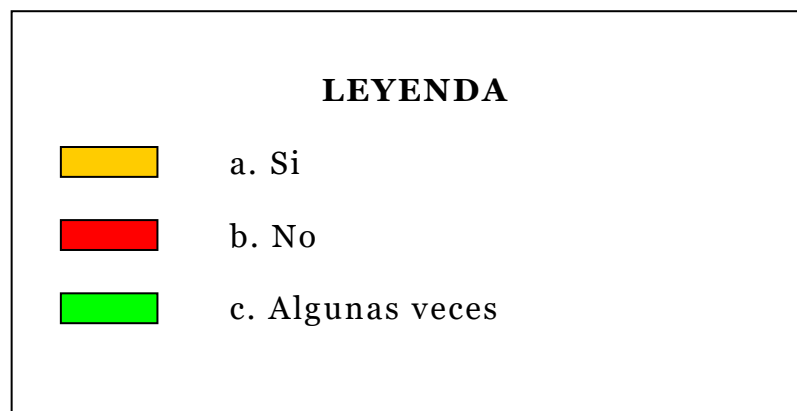 LEYENDA
a. Si
b. No
c. Algunas veces